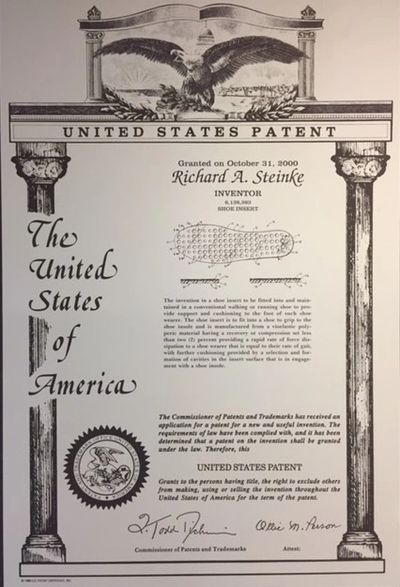 UNITED STATES PATENT
Granted on October 31, 2000
Richard A. Steinke
INVENTOR
6,138,383
SHOE INSERT
The
United
States
of
America
The invention is a shoe insert to be fitted into and main-
tained in a conventional walking or running shoe to pro-
vide support and cushioning to the foot of each shoe
wearer. The shoe insert is to fit into a shoe to grip to the
shoe insole and is manufactured from a viselastic poly-
peric material having a recovery or compression set less
than two (2) percent providing a rapid rate of force dis-
sipation to a shoe wearer that is equal to their rate of gait,
with further cushioning provided by a selection and for-
mation of cavities in the insert surface that is in engage-
ment with a shoe insole.
The Commissioner of Patents and Trademarks has received an
application for a patent for a new and useful invention. The
requirements of law have been complied with, and it has been
determined that a patent on the invention shall be granted
under the law. Therefore, this
UNITED STATES PATENT
Grants to the persons having title, the right to exclude others
from making, using or selling the invention throughout the
United States of America for the term of the patent.
Q. Todd Dickinson
Ollie M. Person
Commissioner of Patents and Trademarks
Attest: